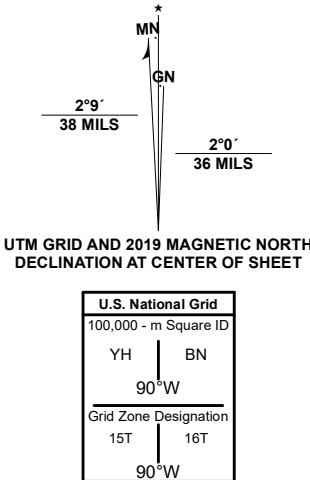 ★
MN
GN
2°9´
38 MILS
2°0´
36 MILS
UTM GRID AND 2019 MAGNETIC NORTH
DECLINATION AT CENTER OF SHEET
U.S. National Grid
100,000 - m Square ID
YH BN
90°W
Grid Zone Designation
15T 16T
90°W